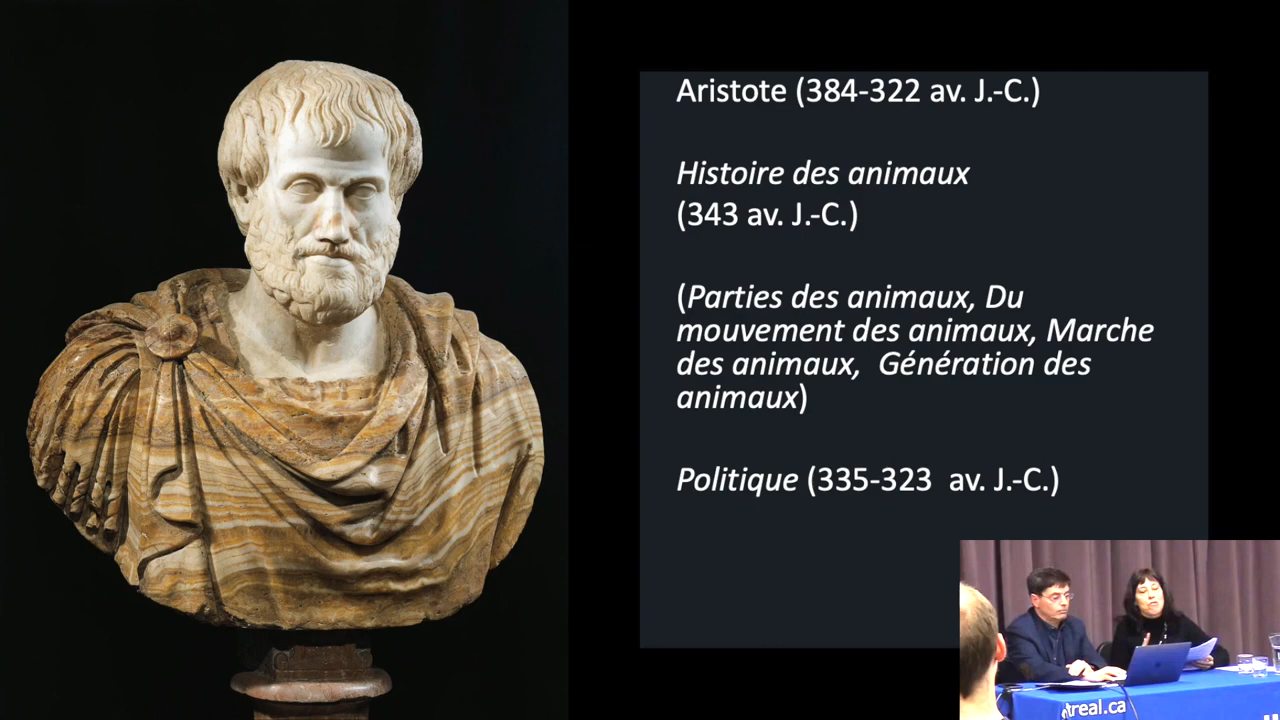 Aristote (384-322 av. J.-C.)
Histoire des animaux
(343 av. J.-C.)
(Parties des animaux, Du
mouvement des animaux, Marche
des animaux, Génération des
animaux)
Politique (335-323 av. J.-C.)
treal.ca